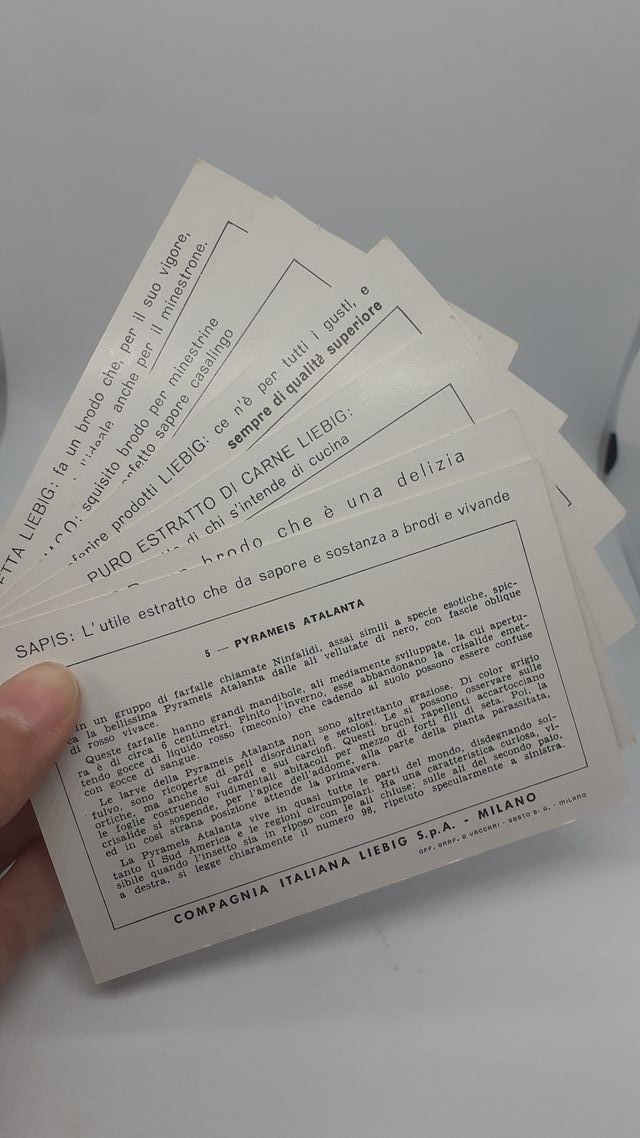 ETTA LIEBIG: fa un brodo che, per il suo vigore,
l'ideale anche per il minestrone.
squisito brodo per minestrine
sapore casalingo
prodotti LIEBIG: ce n'è per tutti i gusti, e
sempre di qualità superiore
PURO ESTRATTO DI CARNE LIEBIG:
di chi s'intende di cucina
brodo che è una delizia
SAPIS: L'utile estratto che da sapore e sostanza a brodi e vivande
5 — PYRAMEIS ATALANTA
In un gruppo di farfalle chiamate Ninfalidi, assai simili a specie esotiche, spic-
ca la bellissima Pyrameis Atalanta dalle ali vellutate di nero, con fascie oblique
di rosso vivace.
Queste farfalle hanno grandi mandibole, ali mediamente sviluppate, la cui apertu-
ra è di circa 6 centimetri. Finito l'inverno, esse abbandonano la crisalide emet-
tendo gocce di liquido rosso (meconio) che cadendo al suolo possono essere confuse
con gocce di sangue.
Le larve della Pyrameis Atalanta non sono altrettanto graziose. Di color grigio
fulvo, sono ricoperte di peli disordinati e setolosi. Le si possono osservare sulle
ortiche, ma anche sui cardi e sui carciofi. Questi bruchi rapellenti accartocciano
le foglie costruendo rudimentali abitacoli per mezzo di forti fili di seta. Poi, la
crisalide si sospende, per l'apice dell'addome, alla parte della pianta parassitata,
ed in così strana posizione attende la primavera.
La Pyrameis Atalanta vive in quasi tutte le parti del mondo, disdegnando sol-
tanto il Sud America e le regioni circumpolari. Ha una caratteristica curiosa, vi-
sibile quando l'insetto sia in riposo con le ali chiuse: sulle ali del secondo palo,
a destra, si legge chiaramente il numero 98, ripetuto specularmente a sinistra.
COMPAGNIA ITALIANA LIEBIG S.p.A. - MILANO
OFF. GRAF. G. VACCARI - SESTO S. G. - MILANO